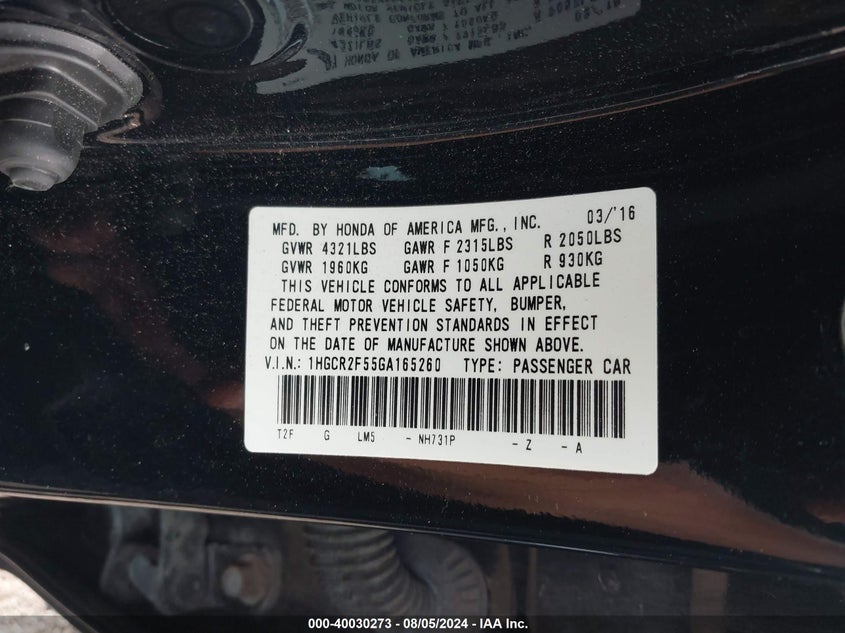 MFD. BY HONDA OF AMERICA MFG., INC. 03/'16
GVWR 4321LBS GAWR F 2315LBS R 2050LBS
GVWR 1960KG GAWR F 1050KG R 930KG
THIS VEHICLE CONFORMS TO ALL APPLICABLE
FEDERAL MOTOR VEHICLE SAFETY, BUMPER,
AND THEFT PREVENTION STANDARDS IN EFFECT
ON THE DATE OF MANUFACTURE SHOWN ABOVE.
V.I.N.: 1HGCR2F55GA165260 TYPE: PASSENGER CAR
T2F G LM5 - NH731P - Z - A
000-40030273 - 08/05/2024 - IAA Inc.